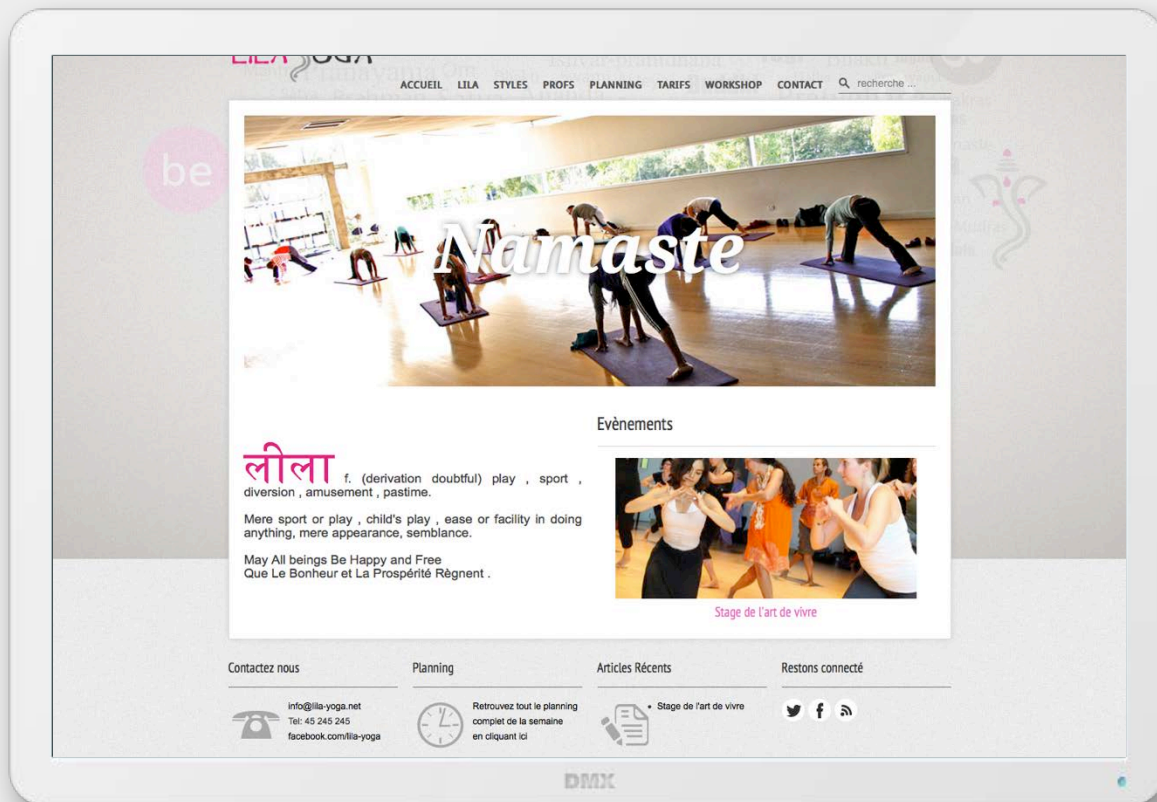 LILA YOGA
ACCUEIL LILA STYLES PROFS PLANNING TARIFS WORKSHOP CONTACT recherche ...
be
Namaste
Evènements
लीला f. (derivation doubtful) play , sport ,
diversion , amusement , pastime.
Mere sport or play , child's play , ease or facility in doing
anything, mere appearance, semblance.
May All beings Be Happy and Free
Que Le Bonheur et La Prospérité Règnent .
Stage de l'art de vivre
Contactez nous
info@lila-yoga.net
Tel: 45 245 245
facebook.com/lila-yoga
Planning
Retrouvez tout le planning
complet de la semaine
en cliquant ici
Articles Récents
• Stage de l'art de vivre
Restons connecté
DMX